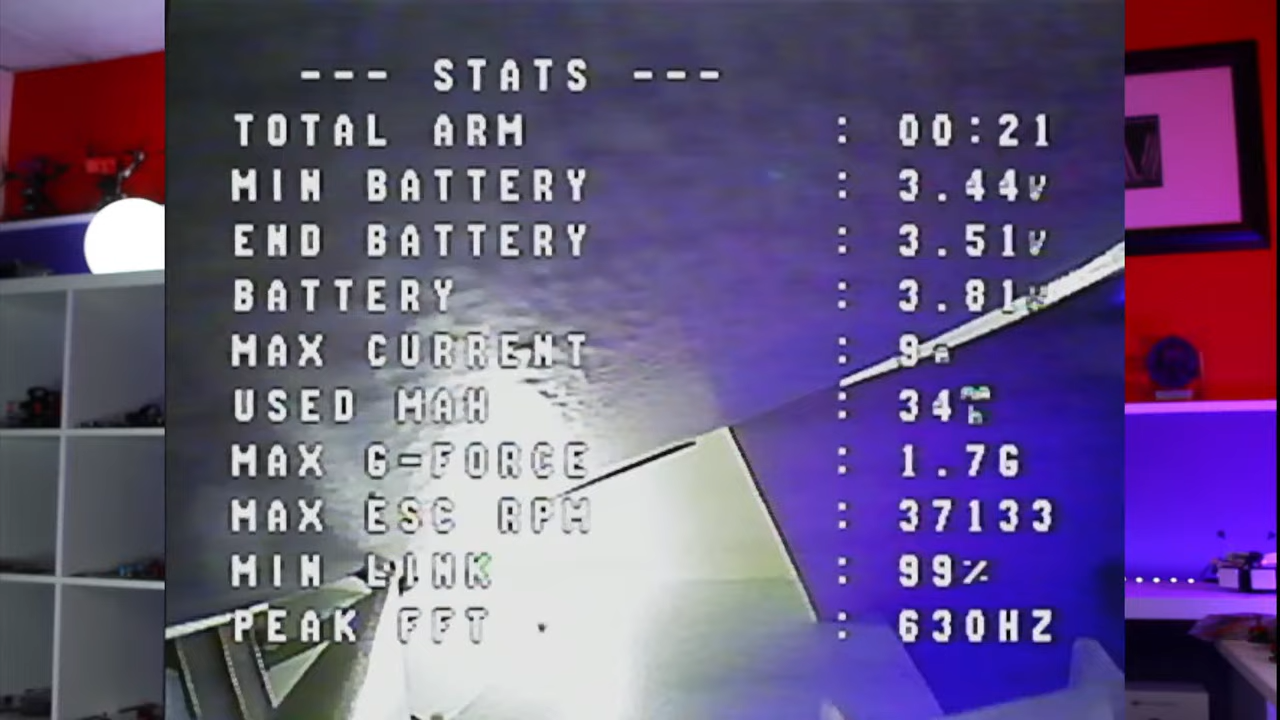 --- STATS ---
TOTAL ARM : 00:21
MIN BATTERY : 3.44V
END BATTERY : 3.51V
BATTERY : 3.81V
MAX CURRENT : 9A
USED MAH : 34mAh
MAX G-FORCE : 1.7G
MAX ESC RPM : 37133
MIN LINK : 99%
PEAK FFT : 630HZ